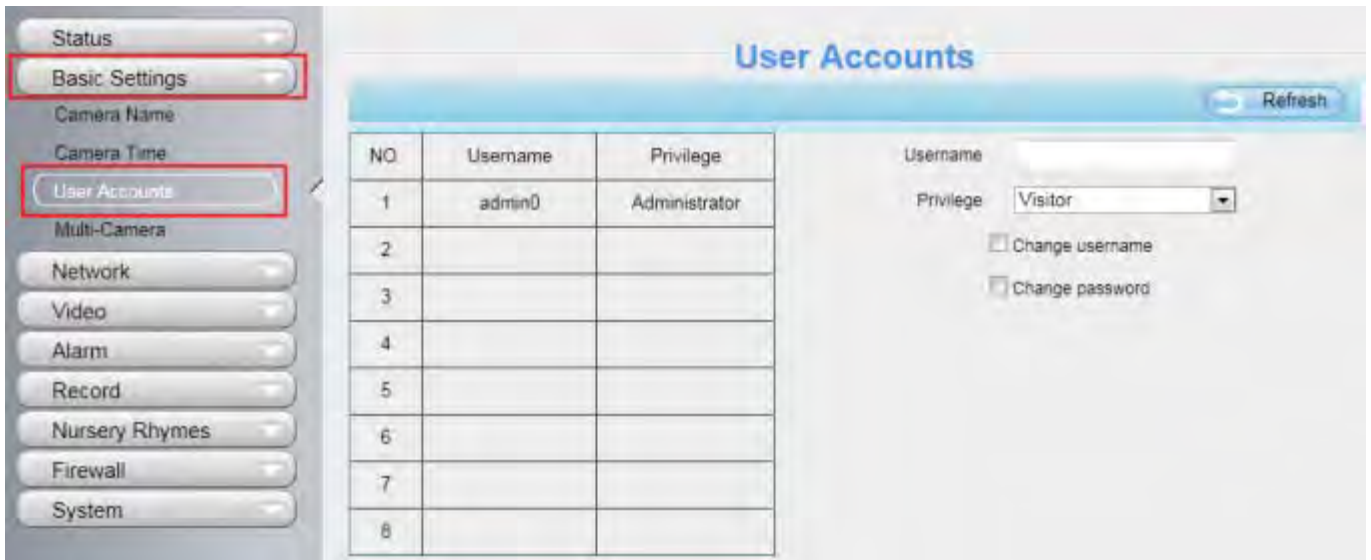 Status
Basic Settings
Camera Name
Camera Time
User Accounts
Multi-Camera
Network
Video
Alarm
Record
Nursery Rhymes
Firewall
System
User Accounts
Refresh
NO. Username Privilege
1 admin0 Administrator
2
3
4
5
6
7
8
Username
Privilege Visitor
Change username
Change password